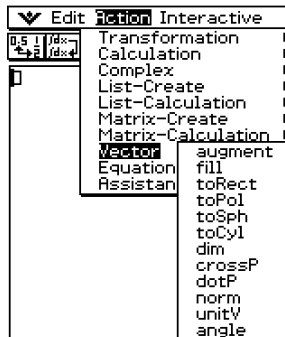 Edit Action Interactive
Transformation
Calculation
Complex
List-Create
List-Calculation
Matrix-Create
Matrix-Calculation
Vector
Equation
Assistan
augment
fill
toRect
toPol
toSph
toCyl
dim
crossP
dotP
norm
unitV
angle